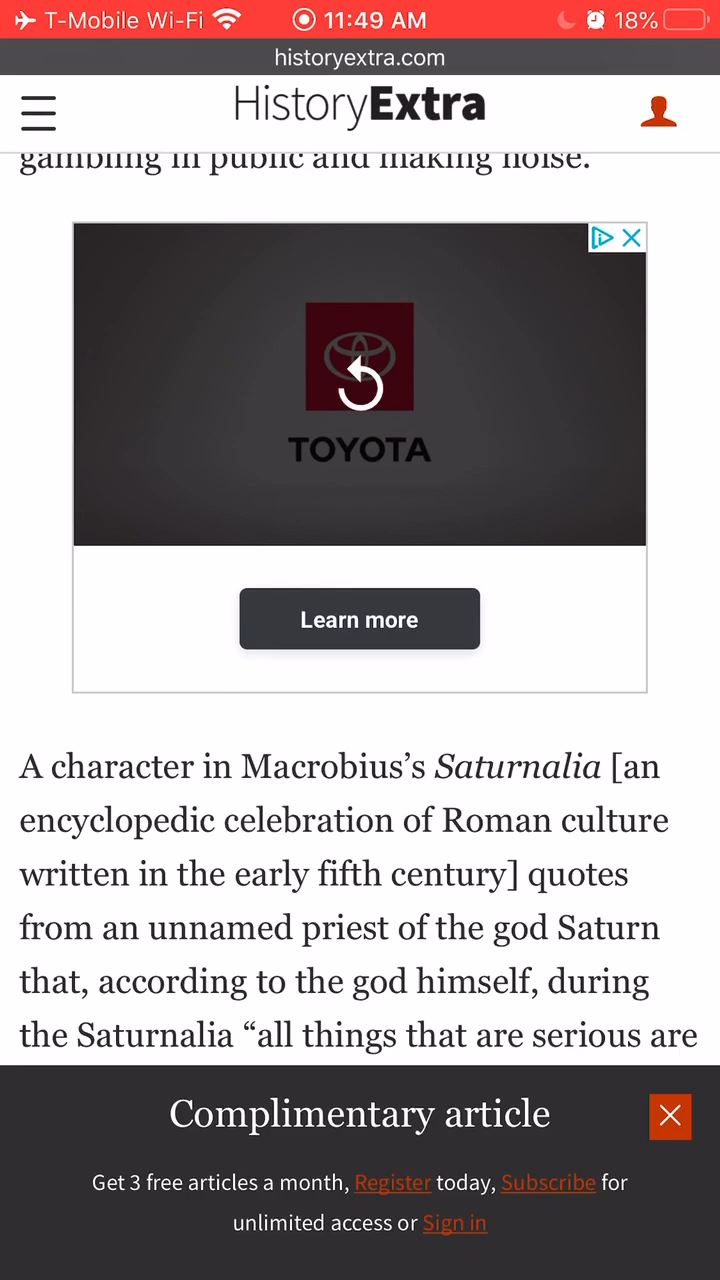 T-Mobile Wi-Fi 11:49 AM 18%
historyextra.com
HistoryExtra
gambling in public and making noise.
TOYOTA
Learn more
A character in Macrobius’s Saturnalia [an
encyclopedic celebration of Roman culture
written in the early fifth century] quotes
from an unnamed priest of the god Saturn
that, according to the god himself, during
the Saturnalia “all things that are serious are
Complimentary article
Get 3 free articles a month, Register today, Subscribe for
unlimited access or Sign in